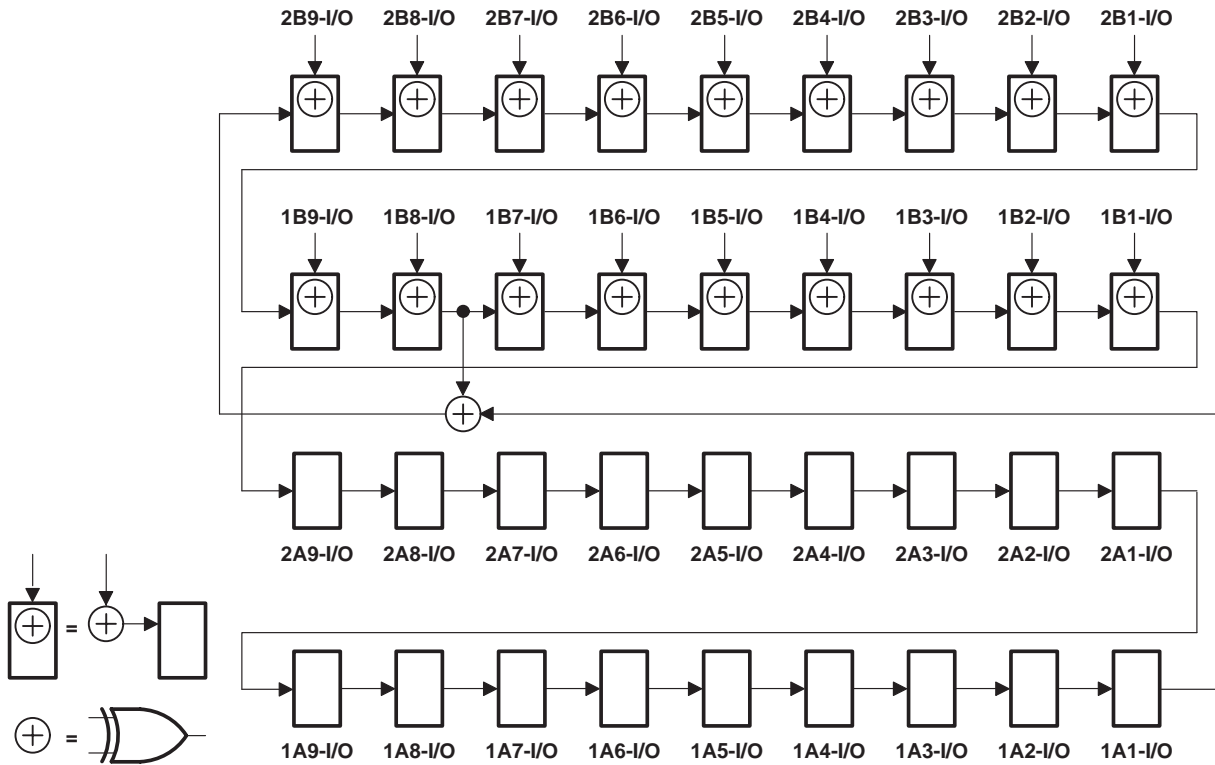 2B9-I/O 2B8-I/O 2B7-I/O 2B6-I/O 2B5-I/O 2B4-I/O 2B3-I/O 2B2-I/O 2B1-I/O
1B9-I/O 1B8-I/O 1B7-I/O 1B6-I/O 1B5-I/O 1B4-I/O 1B3-I/O 1B2-I/O 1B1-I/O
2A9-I/O 2A8-I/O 2A7-I/O 2A6-I/O 2A5-I/O 2A4-I/O 2A3-I/O 2A2-I/O 2A1-I/O
=
=
1A9-I/O 1A8-I/O 1A7-I/O 1A6-I/O 1A5-I/O 1A4-I/O 1A3-I/O 1A2-I/O 1A1-I/O